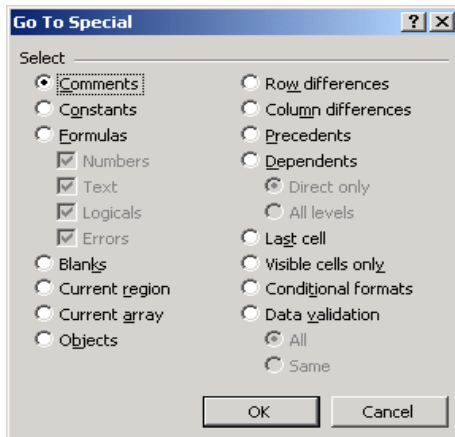 Go To Special
Select
Comments
Constants
Formulas
Numbers
Text
Logicals
Errors
Blanks
Current region
Current array
Objects
Row differences
Column differences
Precedents
Dependents
Direct only
All levels
Last cell
Visible cells only
Conditional formats
Data validation
All
Same
OK
Cancel